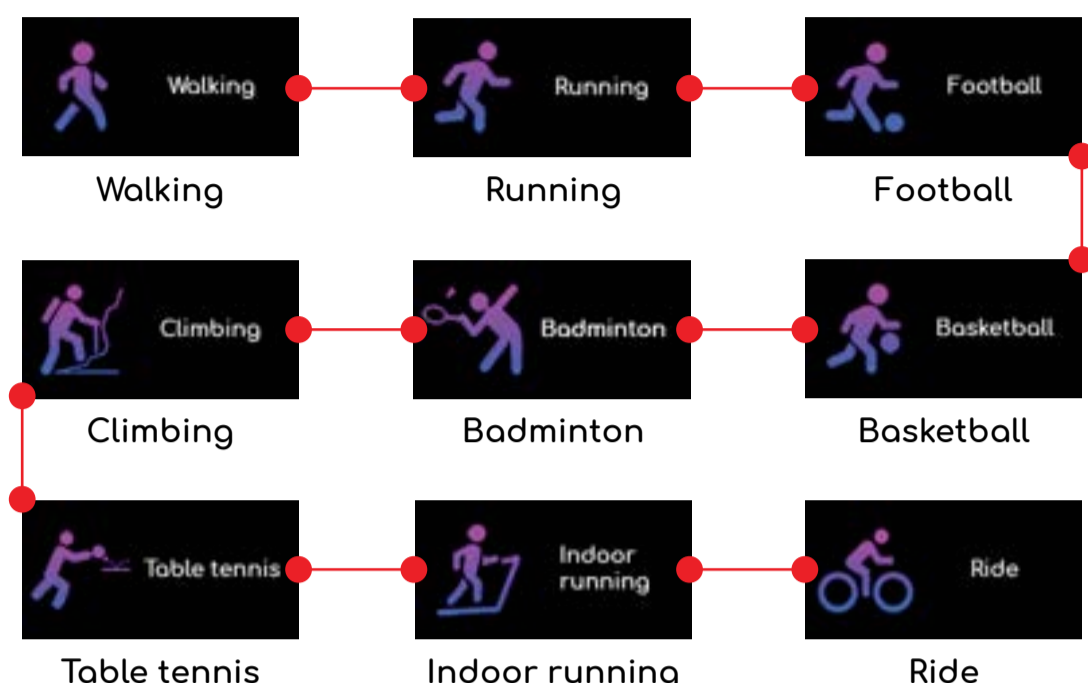 Walking
Running
Football
Walking
Running
Football
Climbing
Badminton
Basketball
Climbing
Badminton
Basketball
Table tennis
Indoor
running
Ride
Table tennis
Indoor running
Ride